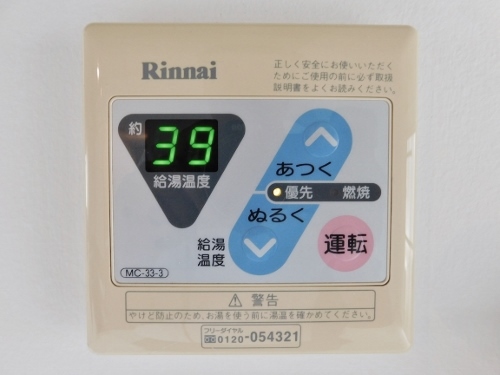 Rinnai
正しく安全にお使いいただく
ためにご使用の前に必ず取扱
説明書をよくお読みください。
約
39
給湯温度
あつく
優先 燃焼
ぬるく
給湯
温度
運転
MC-33-3
警告
やけど防止のため、お湯を使う前に湯温を確かめてください。
フリーダイヤル
0120-054321